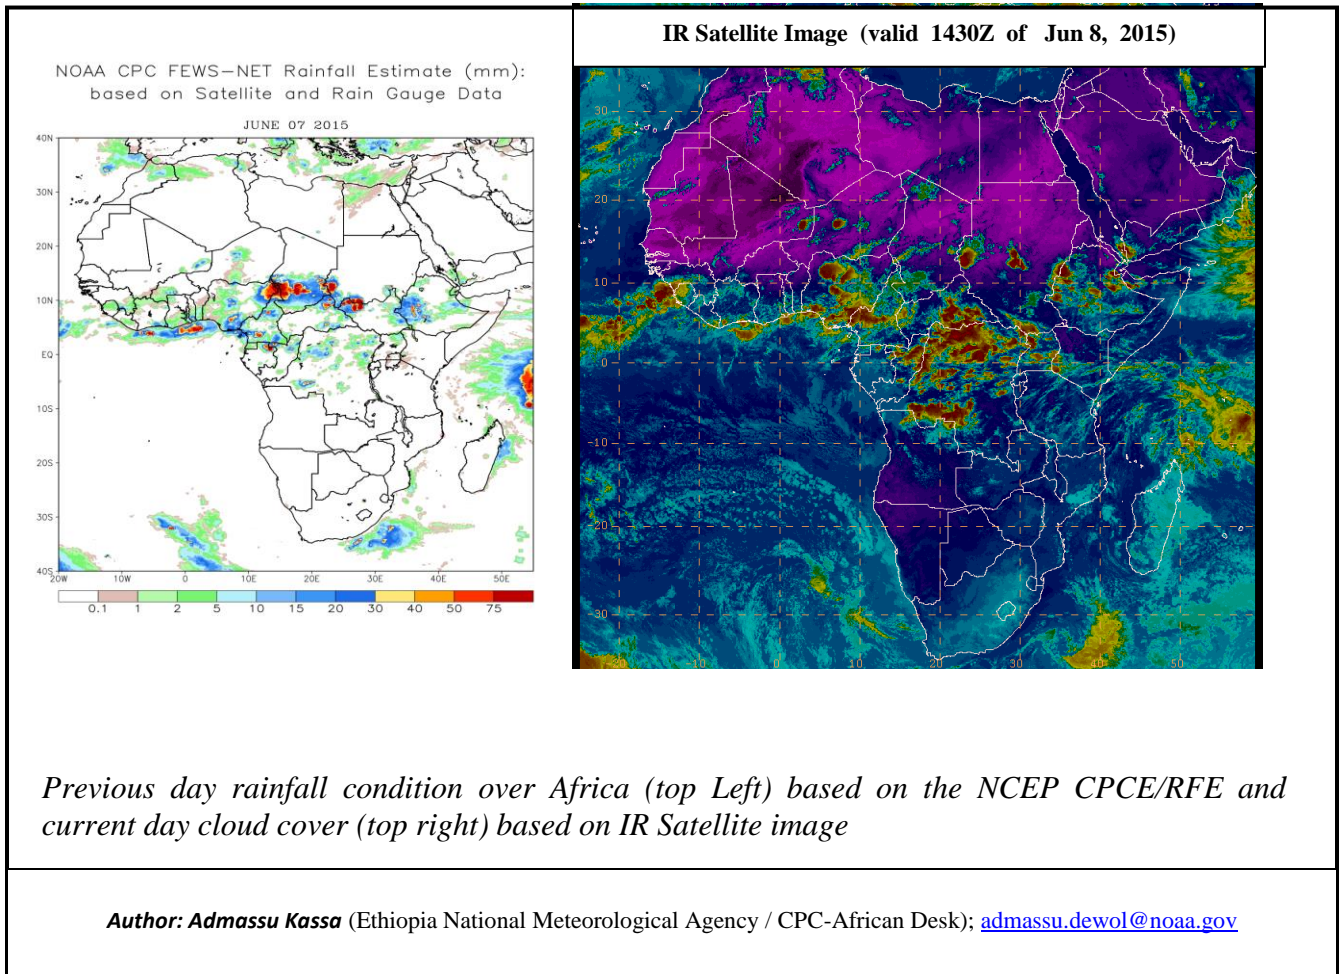 IR Satellite Image (valid 1430Z of Jun 8, 2015)
NOAA CPC FEWS-NET Rainfall Estimate (mm):
based on Satellite and Rain Gauge Data
JUNE 07 2015
40N
30N
20N
10N
EQ
10S
20S
30S
40S
20W 10W 0 10E 20E 30E 40E 50E
0.1 1 2 5 10 15 20 30 40 50 75
30
20
10
0
-10
-20
-30
-20 -10 0 10 20 30 40 50
Previous day rainfall condition over Africa (top Left) based on the NCEP CPCE/RFE and
current day cloud cover (top right) based on IR Satellite image
Author: Admassu Kassa (Ethiopia National Meteorological Agency / CPC-African Desk); admassu.dewol@noaa.gov